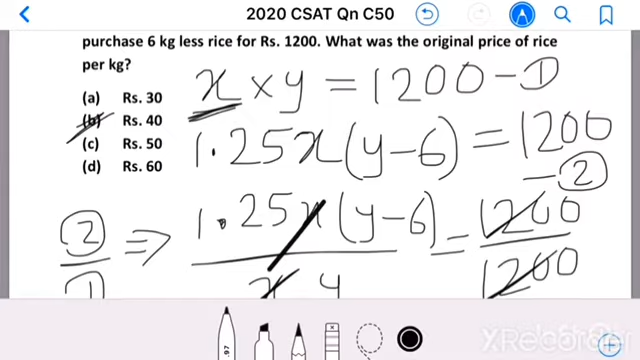 2020 CSAT Qn C50
purchase 6 kg less rice for Rs. 1200. What was the original price of rice
per kg?
(a) Rs. 30
(b) Rs. 40
(c) Rs. 50
(d) Rs. 60
x × y = 1200 - ①
1.25x(y-6) = 1200
- ②
②/① ⇒ 1.25x(y-6)/x y = 1200/1200
.97
XRecorder